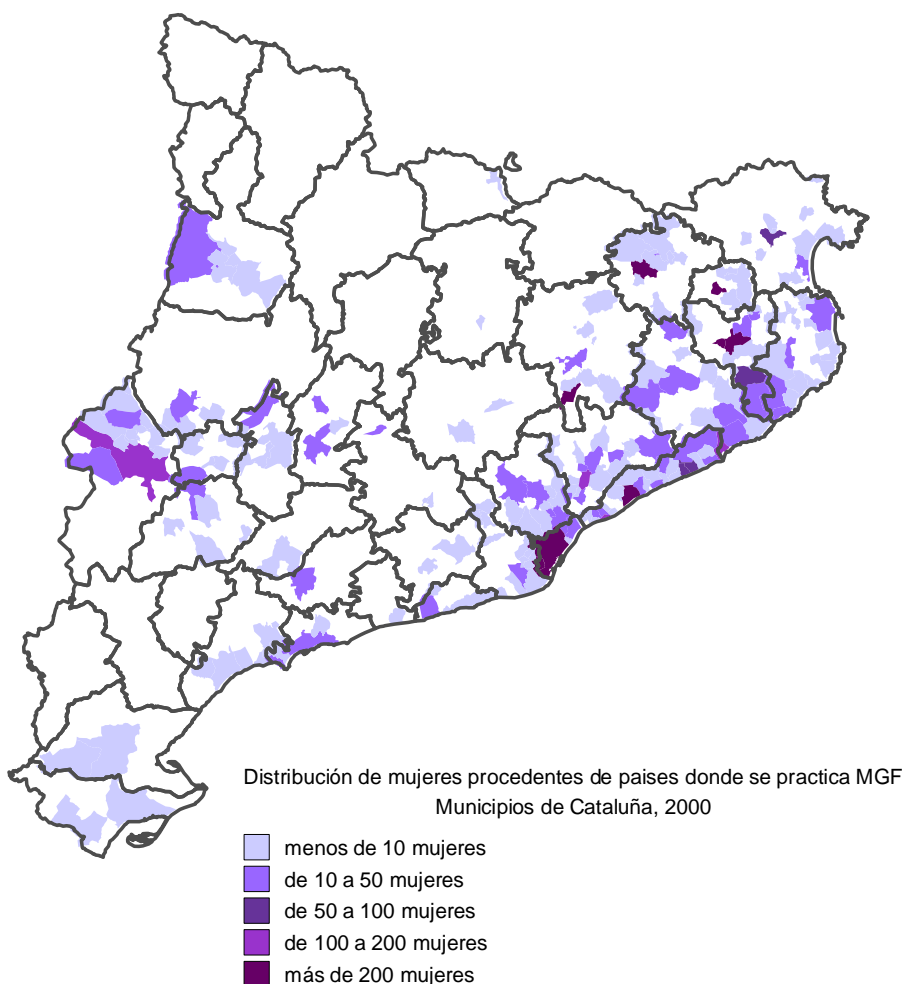 Distribución de mujeres procedentes de paises donde se practica MGF
Municipios de Cataluña, 2000
menos de 10 mujeres
de 10 a 50 mujeres
de 50 a 100 mujeres
de 100 a 200 mujeres
más de 200 mujeres